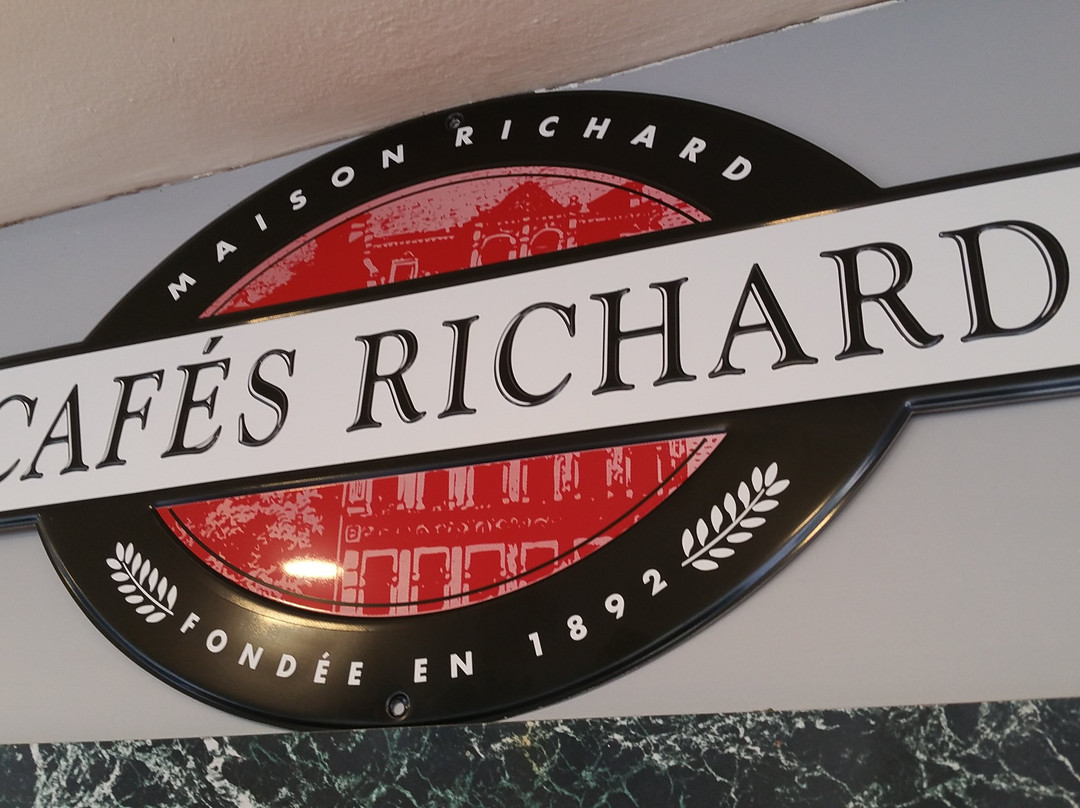 MAISON RICHARD
CAFÉS RICHARD
FONDÉE EN 1892